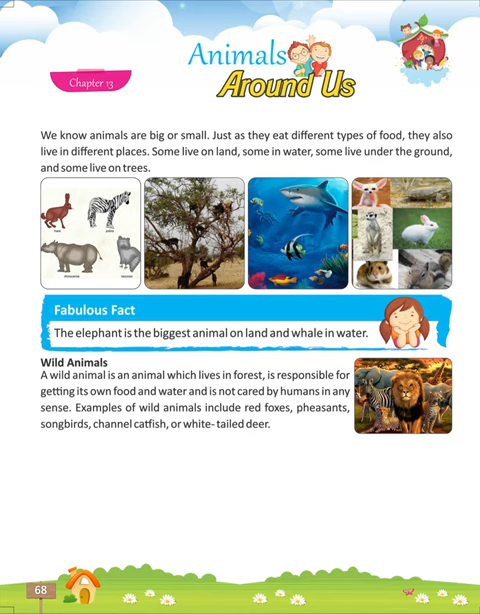 Animals
Around Us
Chapter 13
We know animals are big or small. Just as they eat different types of food, they also
live in different places. Some live on land, some in water, some live under the ground,
and some live on trees.
Fabulous Fact
The elephant is the biggest animal on land and whale in water.
Wild Animals
A wild animal is an animal which lives in forest, is responsible for
getting its own food and water and is not cared by humans in any
sense. Examples of wild animals include red foxes, pheasants,
songbirds, channel catfish, or white- tailed deer.
68